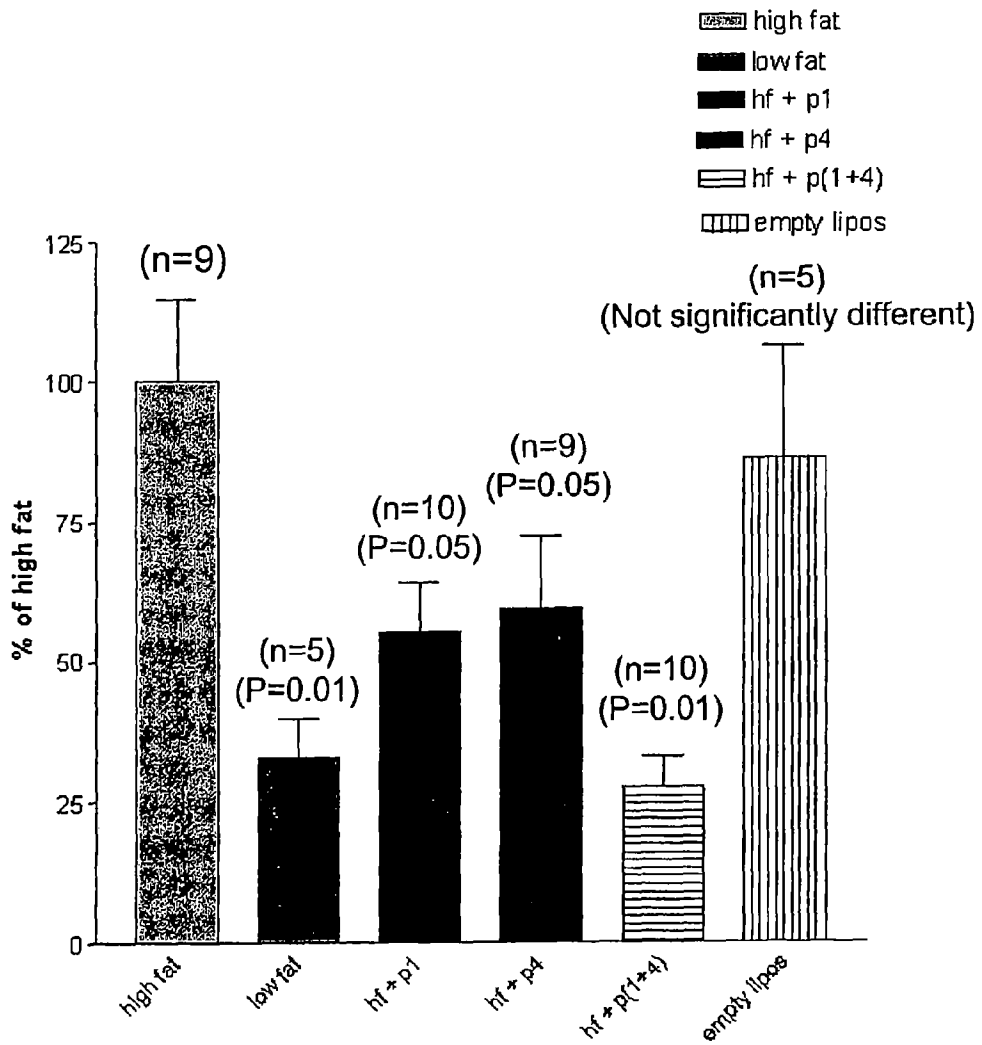 high fat
low fat
hf + p1
hf + p4
hf + p(1+4)
empty lipos
% of high fat
125
100
75
50
25
0
(n=9)
(n=5)
(P=0.01)
(n=10)
(P=0.05)
(n=9)
(P=0.05)
(n=10)
(P=0.01)
(n=5)
(Not significantly different)
high fat
low fat
hf + p1
hf + p4
hf + p(1+4)
empty lipos